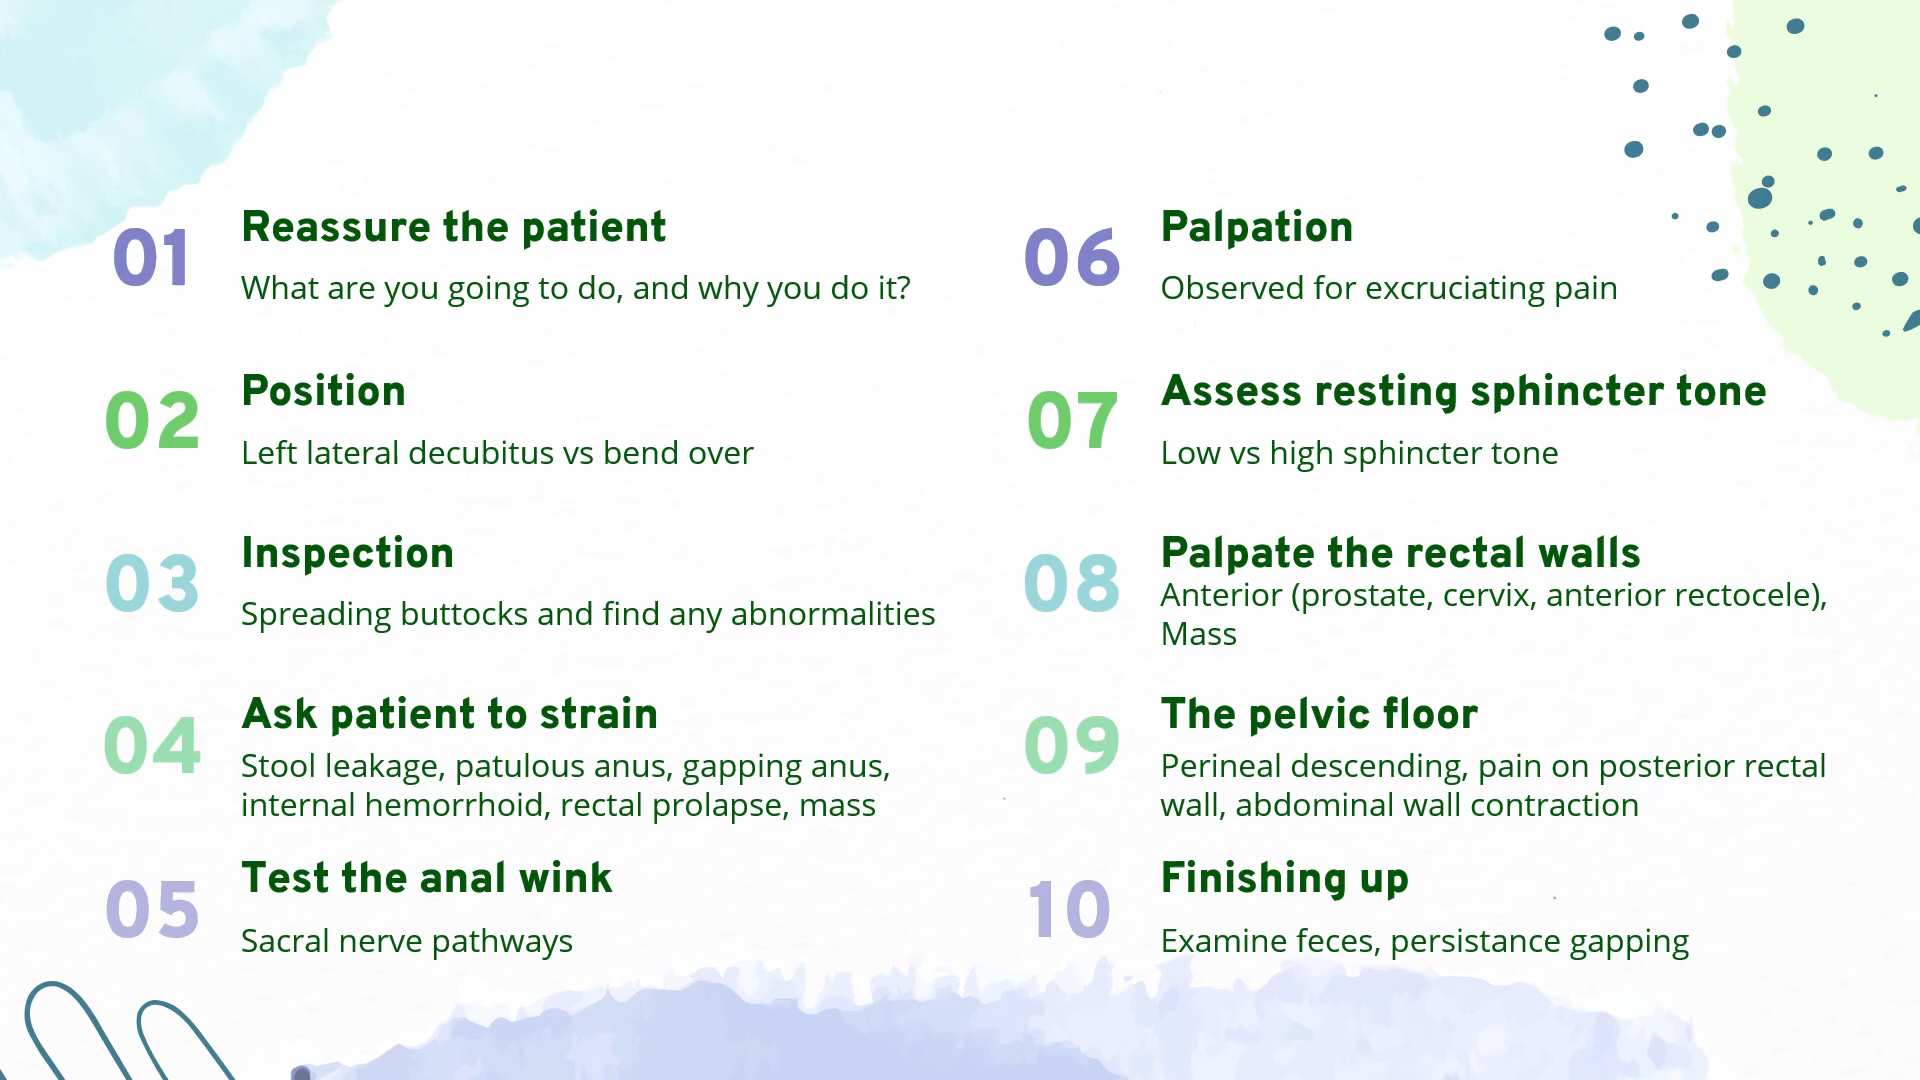 01
Reassure the patient
What are you going to do, and why you do it?
02
Position
Left lateral decubitus vs bend over
03
Inspection
Spreading buttocks and find any abnormalities
04
Ask patient to strain
Stool leakage, patulous anus, gapping anus,
internal hemorrhoid, rectal prolapse, mass
05
Test the anal wink
Sacral nerve pathways
06
Palpation
Observed for excruciating pain
07
Assess resting sphincter tone
Low vs high sphincter tone
08
Palpate the rectal walls
Anterior (prostate, cervix, anterior rectocele),
Mass
09
The pelvic floor
Perineal descending, pain on posterior rectal
wall, abdominal wall contraction
10
Finishing up
Examine feces, persistance gapping